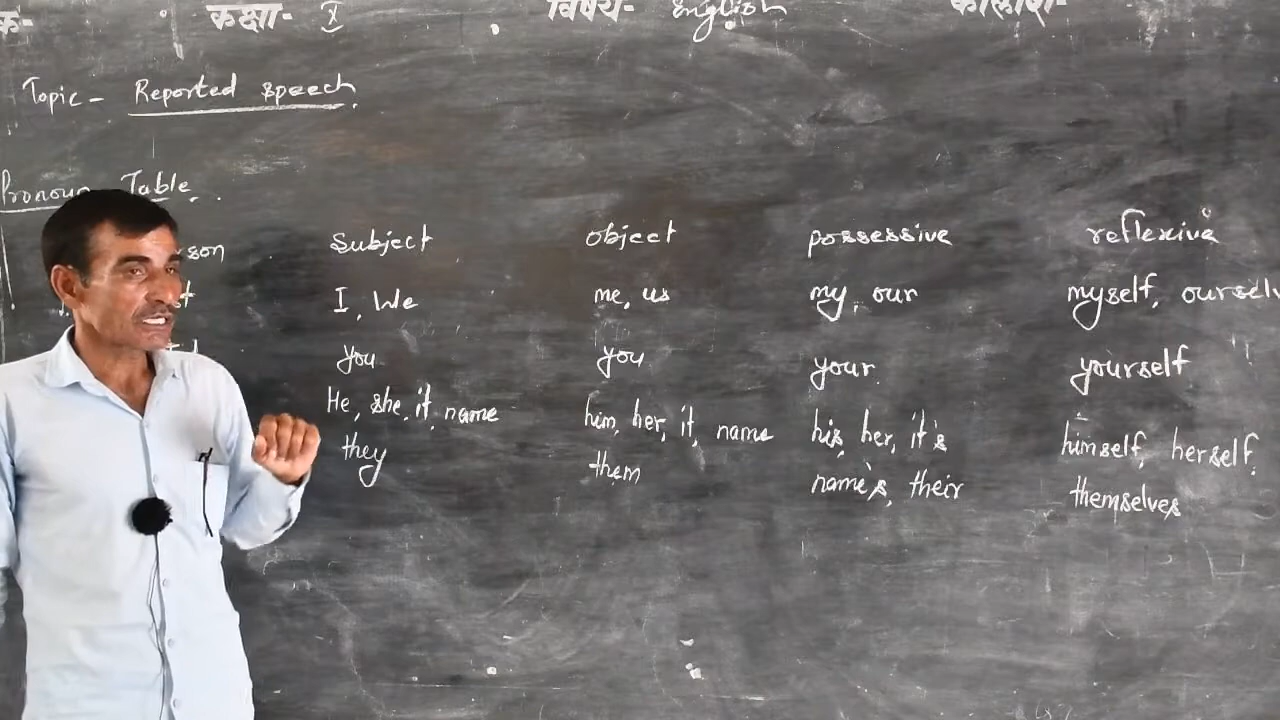 कक्षा- X विषय- English
Topic - Reported speech
Pronoun Table
Subject object possessive reflexive
I, We me, us my, our myself,
you you your yourself
He, she, it, name him, her, it, name his, her, it's himself, herself,
they them name's, their themselves